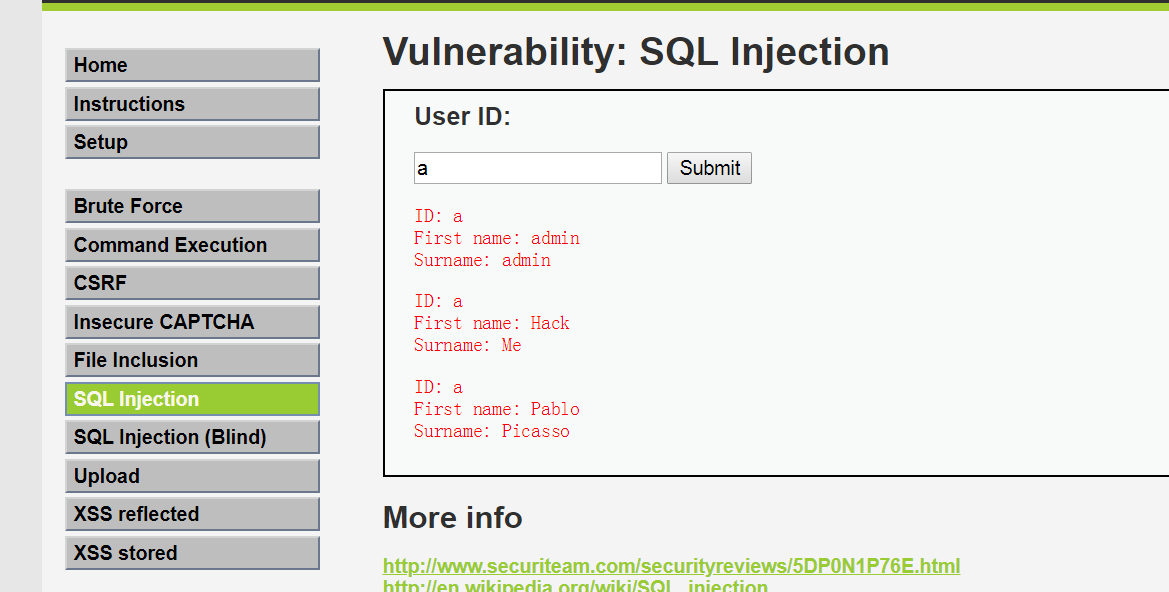 Home
Instructions
Setup
Brute Force
Command Execution
CSRF
Insecure CAPTCHA
File Inclusion
SQL Injection
SQL Injection (Blind)
Upload
XSS reflected
XSS stored
Vulnerability: SQL Injection
User ID:
a
Submit
ID: a
First name: admin
Surname: admin
ID: a
First name: Hack
Surname: Me
ID: a
First name: Pablo
Surname: Picasso
More info
http://www.securiteam.com/securityreviews/5DP0N1P76E.html
http://en.wikipedia.org/wiki/SQL_injection